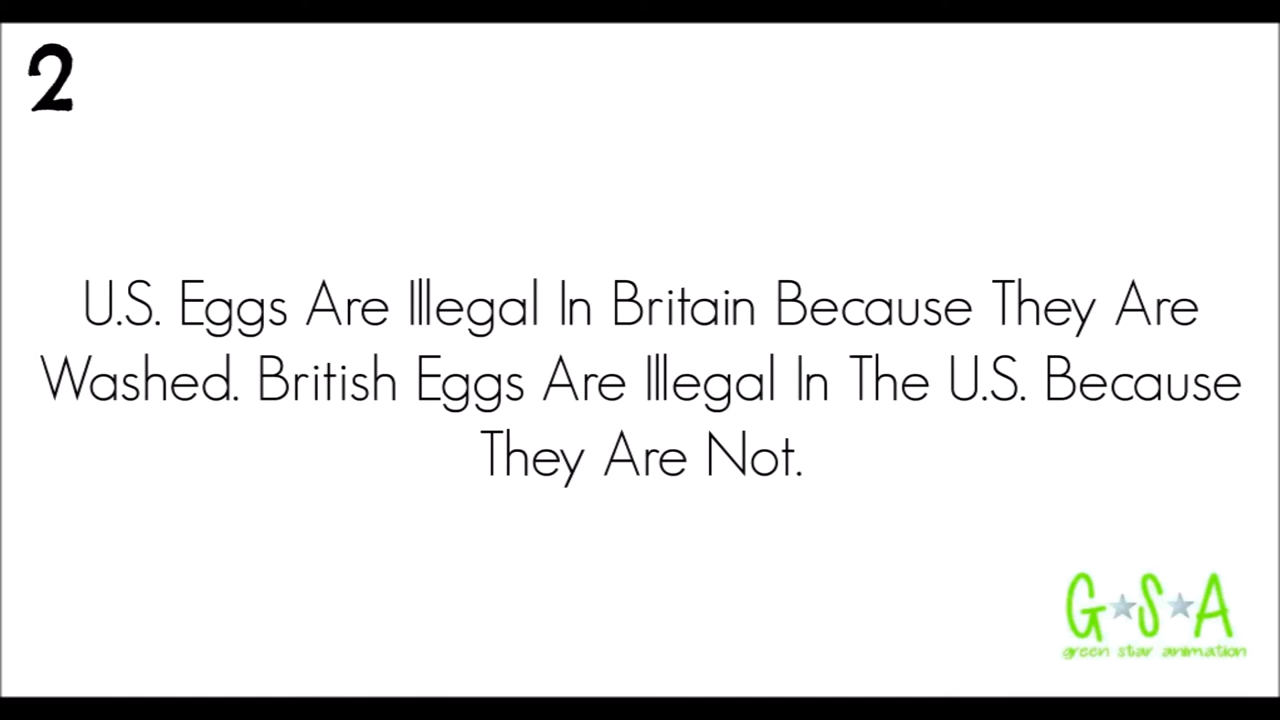 2
U.S. Eggs Are Illegal In Britain Because They Are
Washed. British Eggs Are Illegal In The U.S. Because
They Are Not.
G★S★A
green star animation